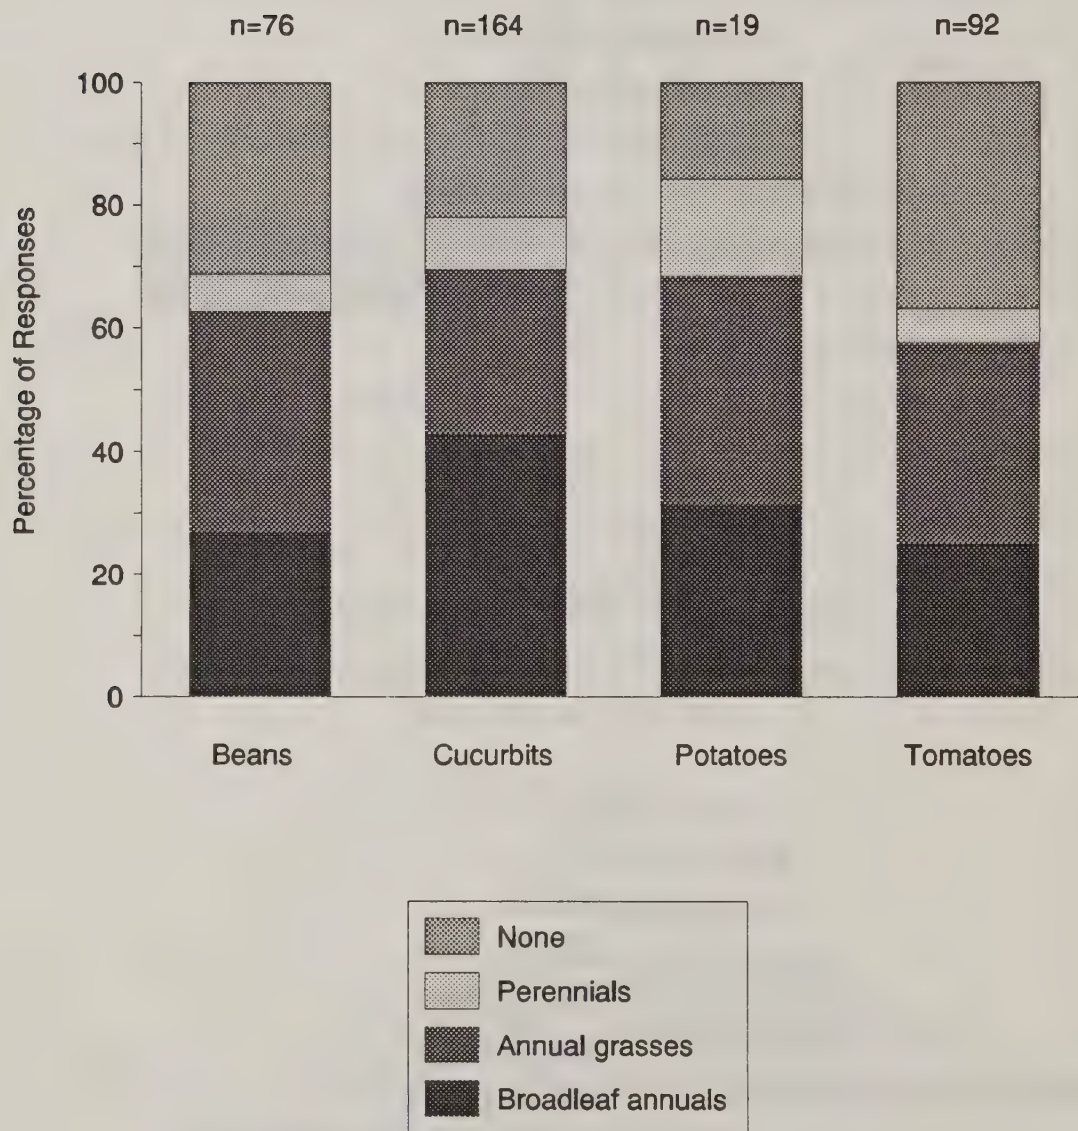 n=76 n=164 n=19 n=92
100
80
60
40
20
0
Percentage of Responses
Beans Cucurbits Potatoes Tomatoes
None
Perennials
Annual grasses
Broadleaf annuals